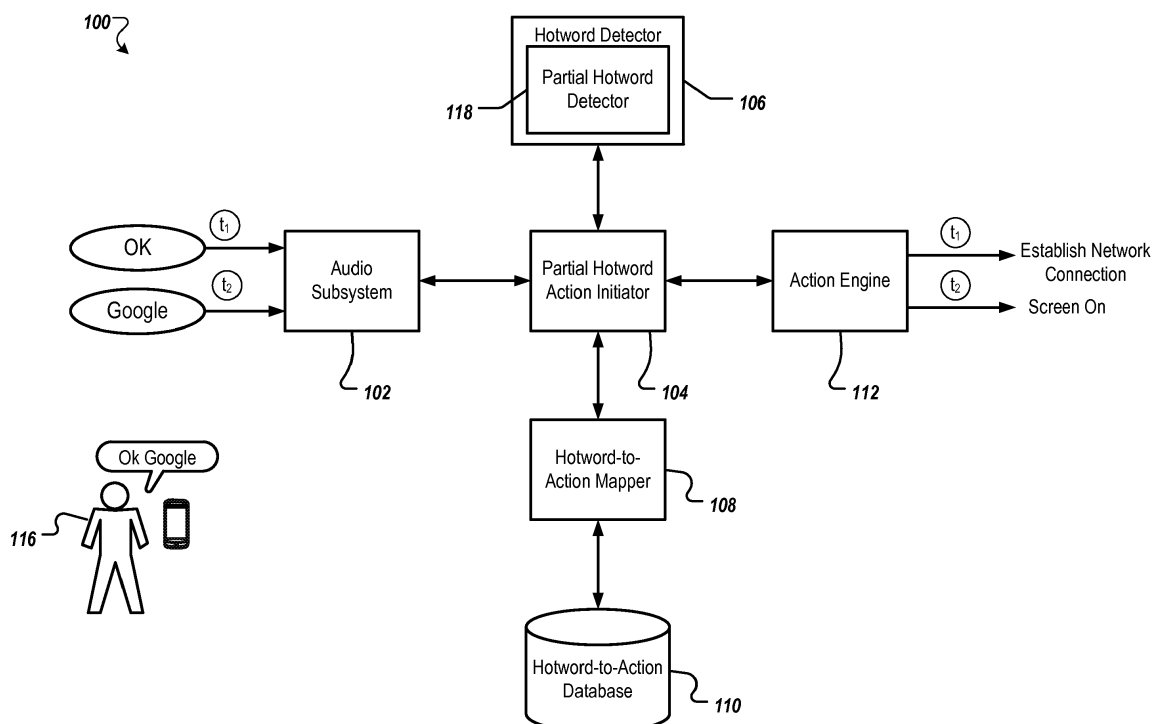 100
Hotword Detector
Partial Hotword
Detector
118
106
OK
t1
Google
t2
Audio
Subsystem
102
Partial Hotword
Action Initiator
104
Action Engine
112
t1
Establish Network
Connection
t2
Screen On
Ok Google
116
Hotword-to-
Action Mapper
108
Hotword-to-Action
Database
110